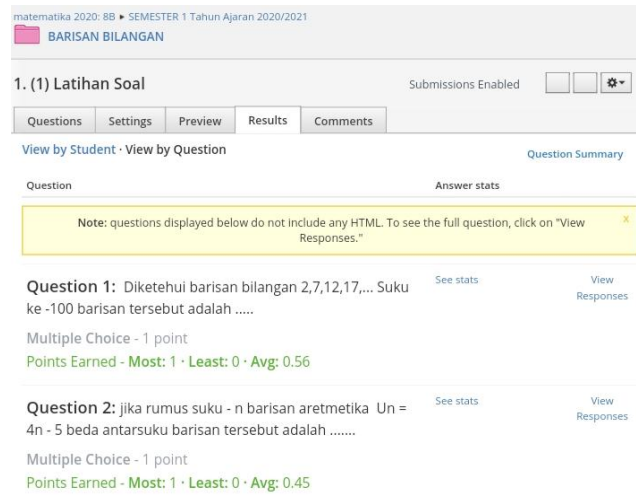 matematika 2020: 8B ▸ SEMESTER 1 Tahun Ajaran 2020/2021
BARISAN BILANGAN
1. (1) Latihan Soal
Submissions Enabled
Questions Settings Preview Results Comments
View by Student · View by Question
Question Summary
Question Answer stats
Note: questions displayed below do not include any HTML. To see the full question, click on "View
Responses."
x
Question 1: Diketehui barisan bilangan 2,7,12,17,... Suku
ke -100 barisan tersebut adalah .....
See stats
View
Responses
Multiple Choice - 1 point
Points Earned - Most: 1 · Least: 0 · Avg: 0.56
Question 2: jika rumus suku - n barisan aretmetika Un =
4n - 5 beda antarsuku barisan tersebut adalah .......
See stats
View
Responses
Multiple Choice - 1 point
Points Earned - Most: 1 · Least: 0 · Avg: 0.45